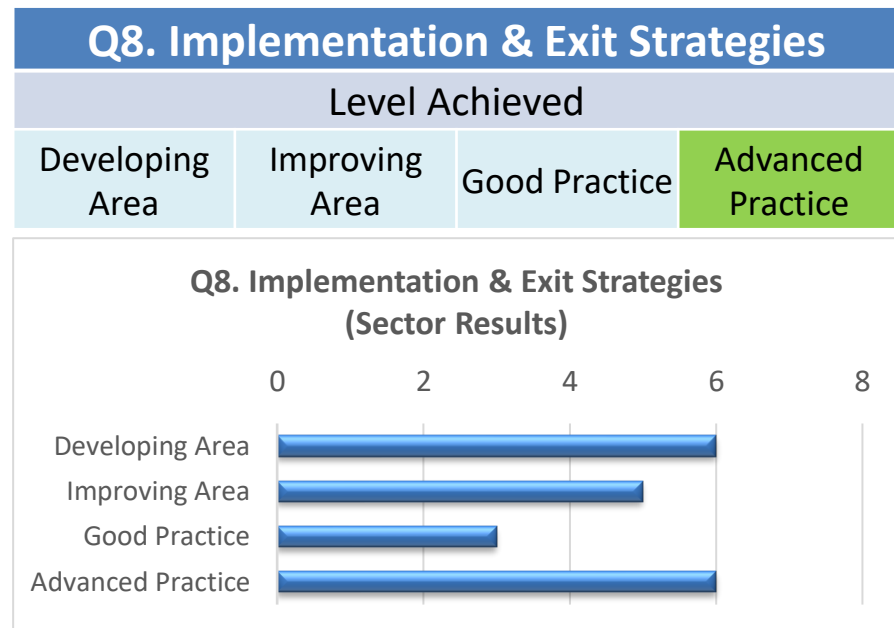 Q8. Implementation & Exit Strategies
Level Achieved
Developing
Area
Improving
Area
Good Practice
Advanced
Practice
Q8. Implementation & Exit Strategies
(Sector Results)
0 2 4 6 8
Developing Area
Improving Area
Good Practice
Advanced Practice